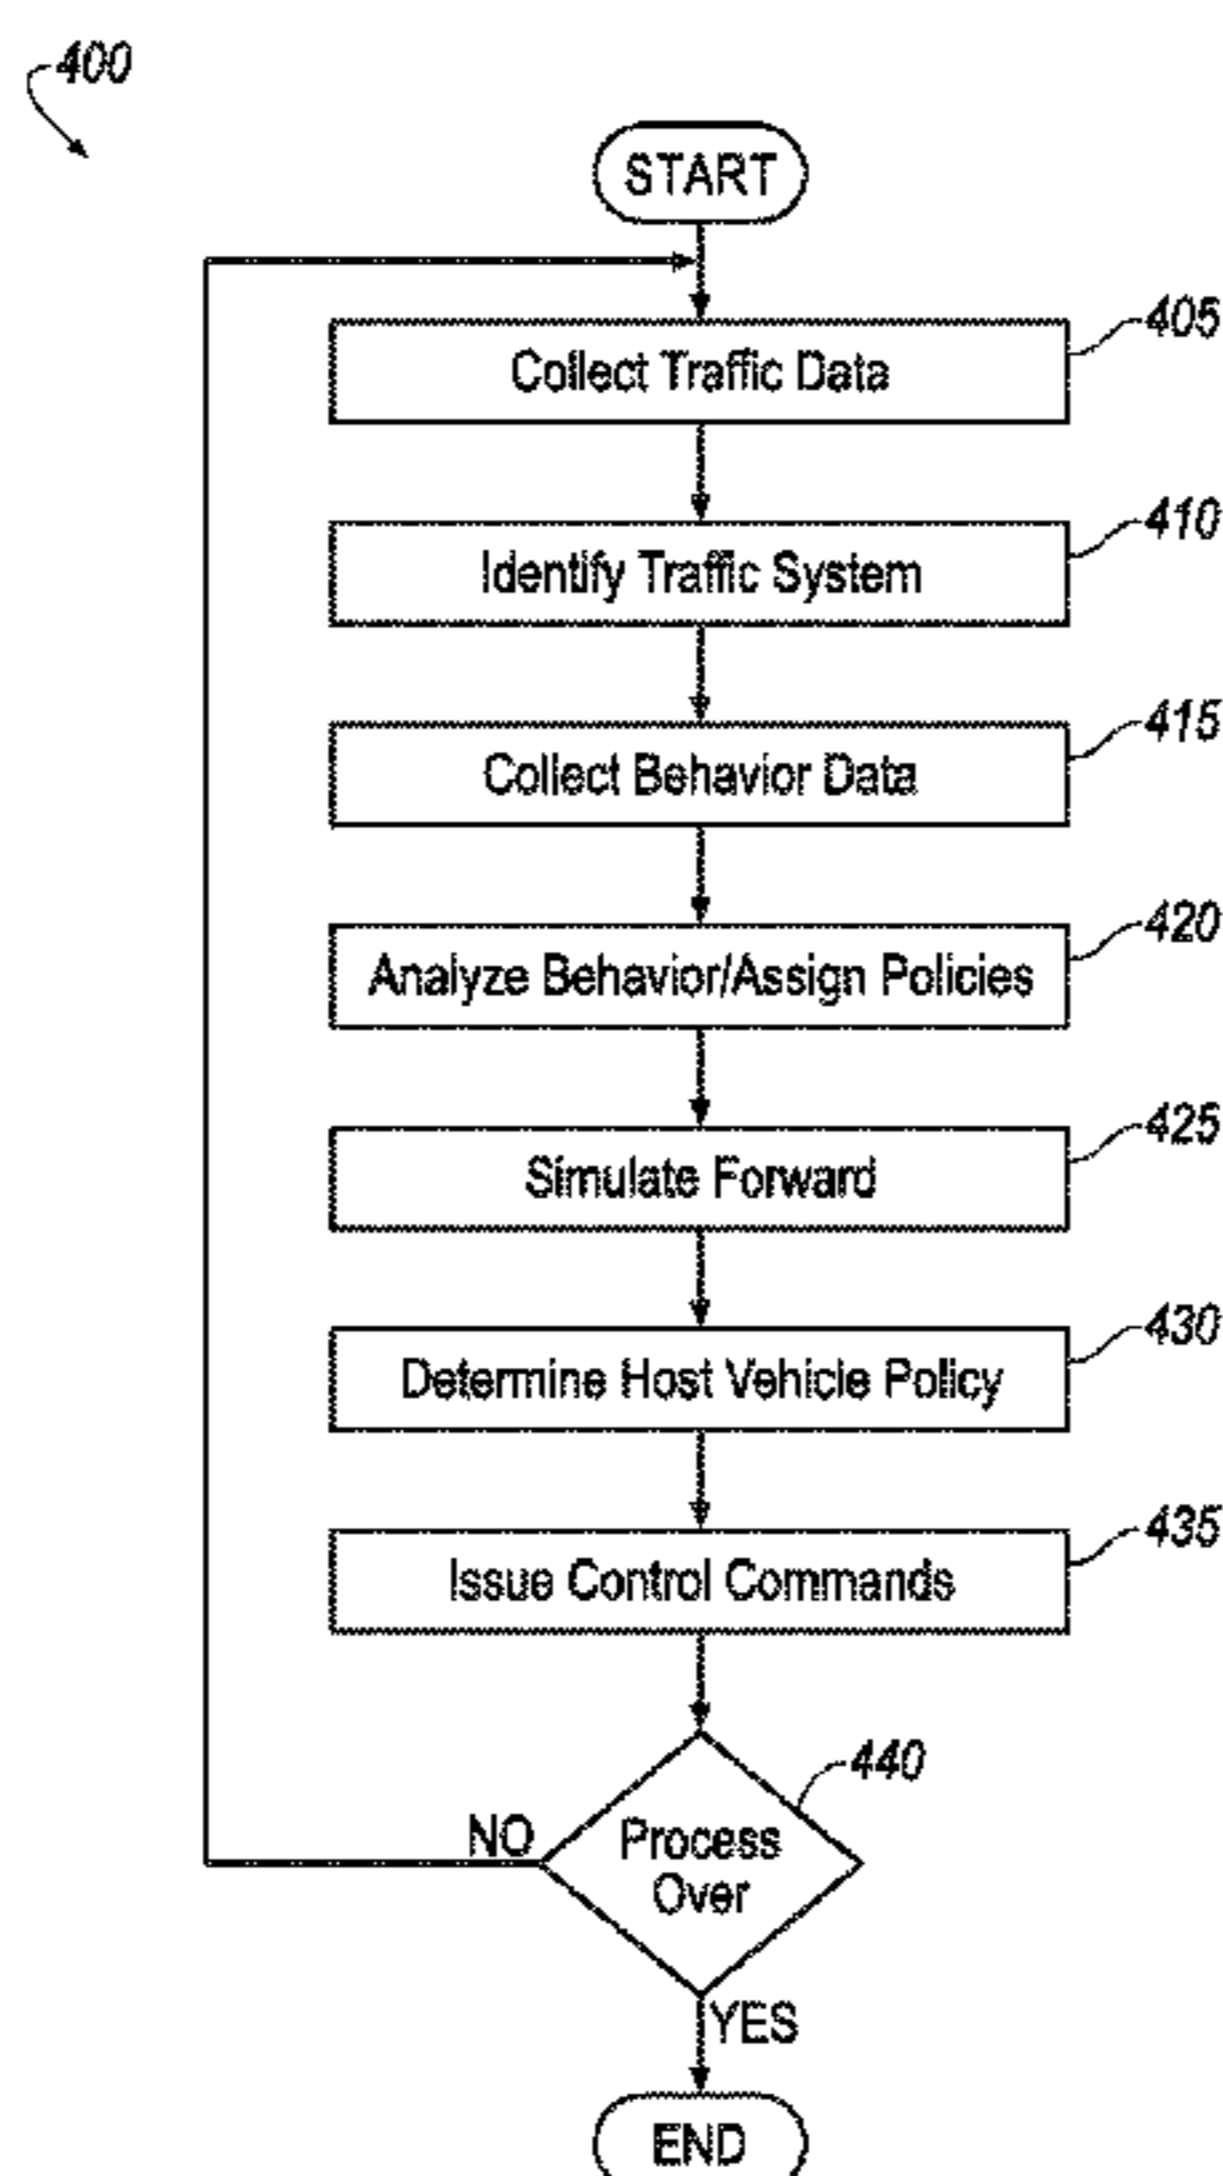 400
START
405
Collect Traffic Data
410
Identify Traffic System
415
Collect Behavior Data
420
Analyze Behavior/Assign Policies
425
Simulate Forward
430
Determine Host Vehicle Policy
435
Issue Control Commands
440
NO
Process
Over
YES
END